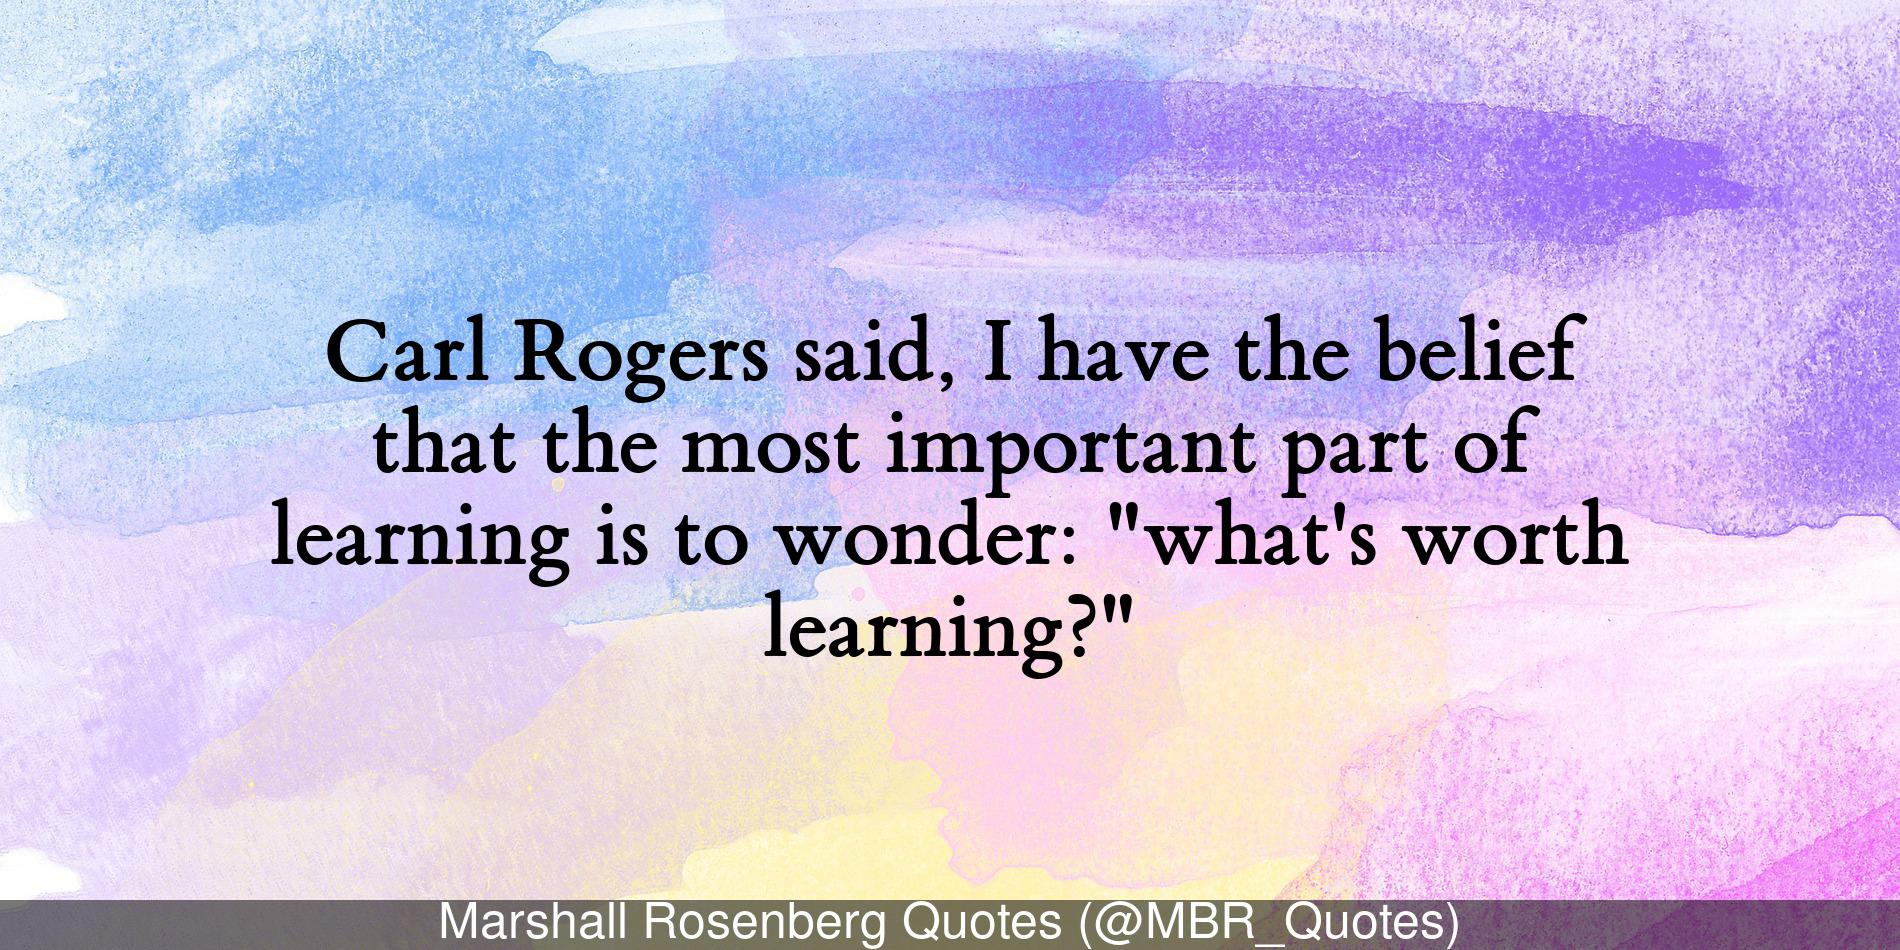 Carl Rogers said, I have the belief
that the most important part of
learning is to wonder: "what's worth
learning?"
Marshall Rosenberg Quotes (@MBR_Quotes)